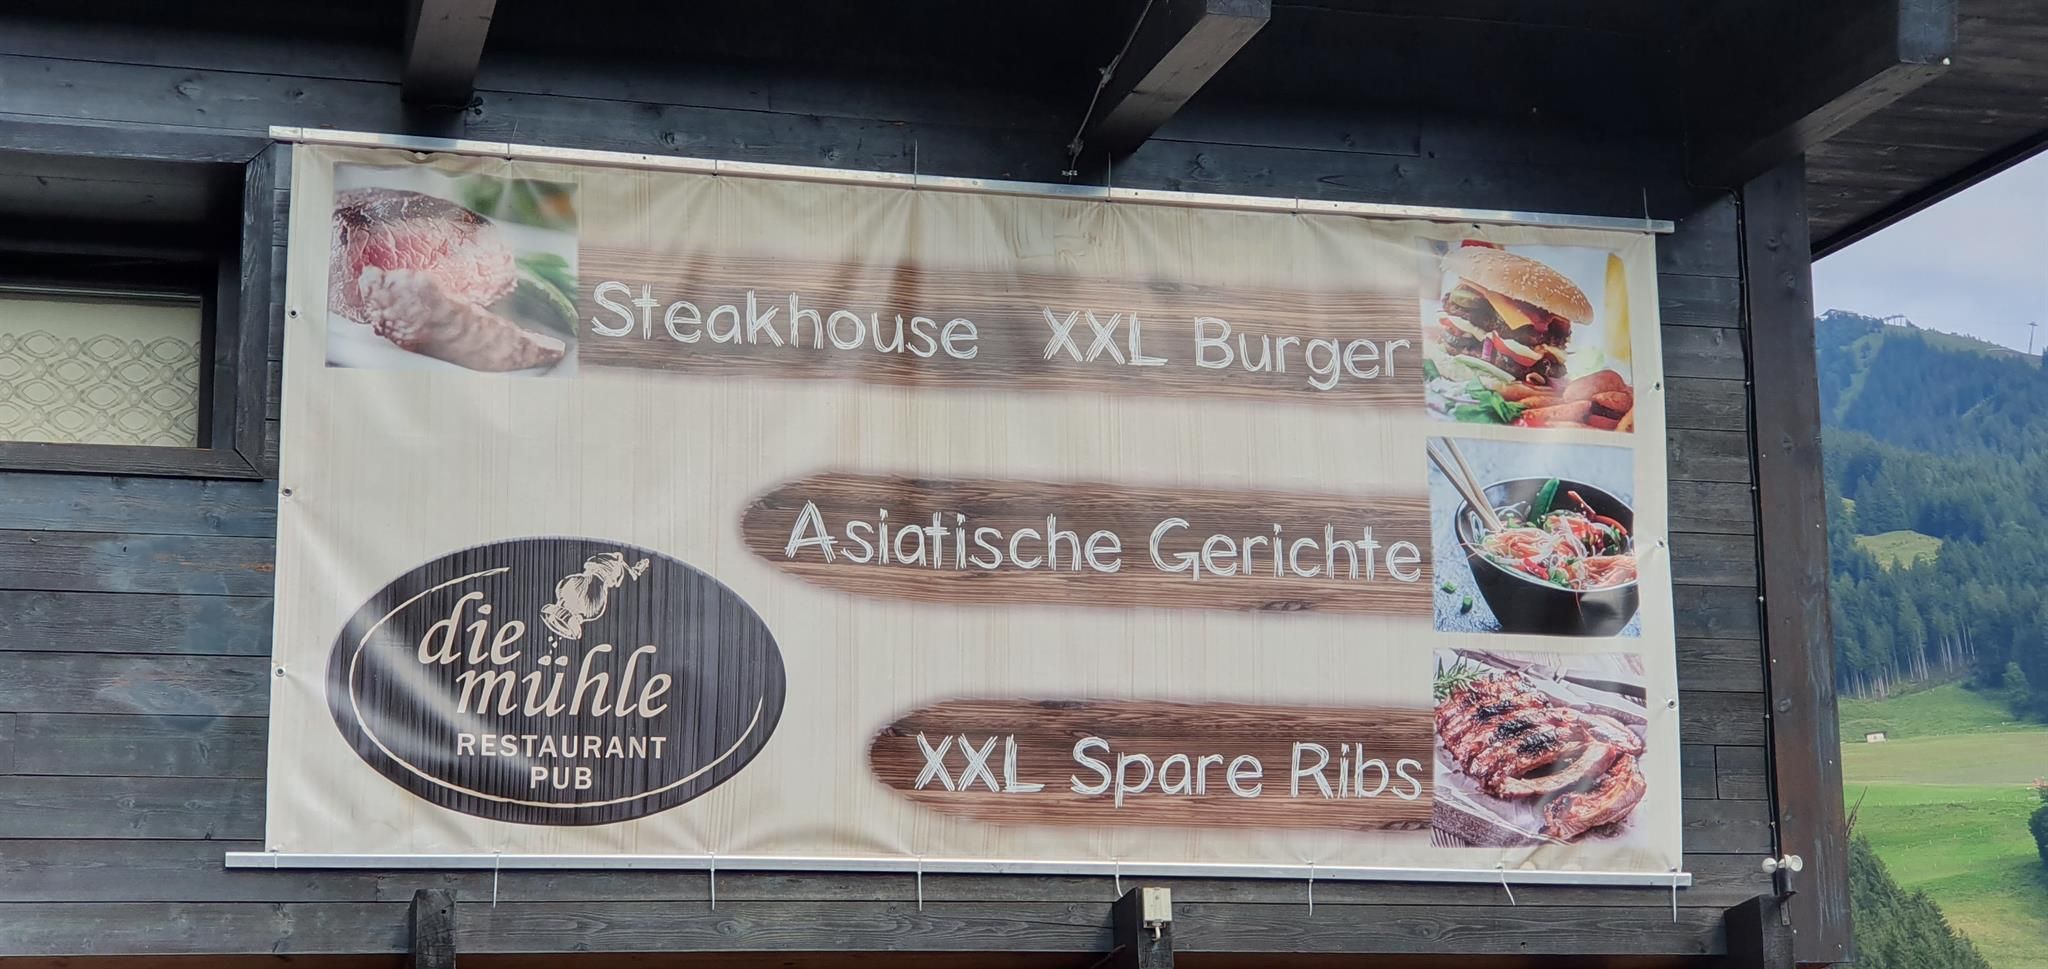 Steakhouse XXL Burger
Asiatische Gerichte
die
mühle
RESTAURANT
PUB
XXL Spare Ribs